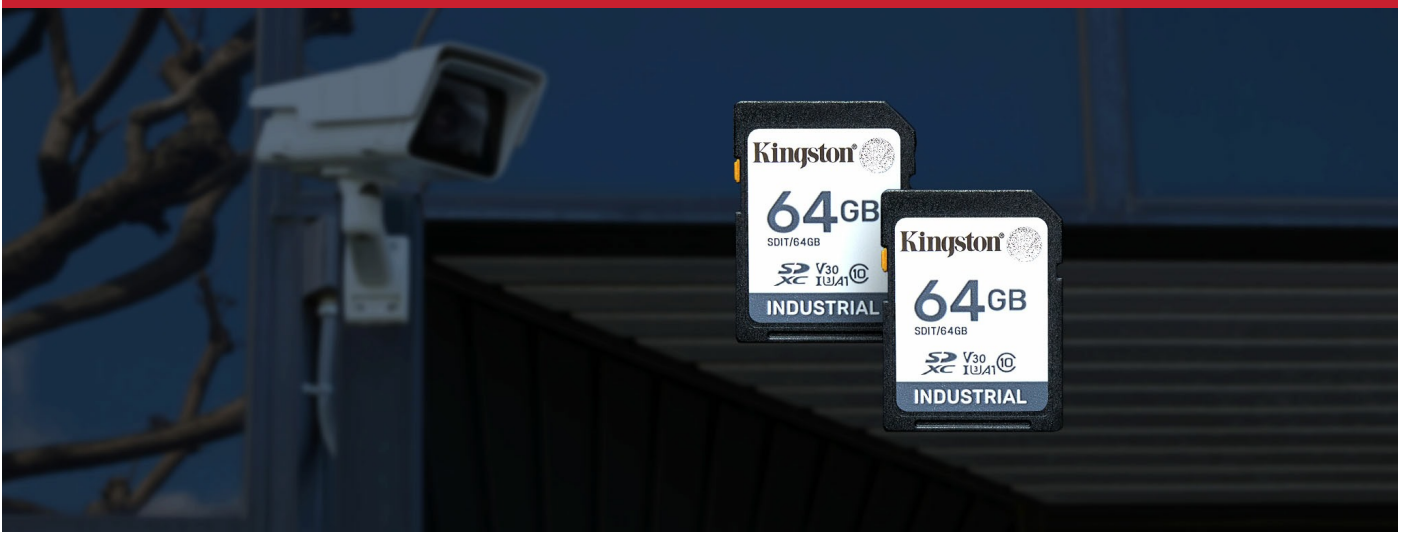 Kingston®
64GB
SDIT/64GB
SD XC V30 U3 A1 10
INDUSTRIAL
Kingston®
64GB
SDIT/64GB
SD XC V30 U3 A1 10
INDUSTRIAL